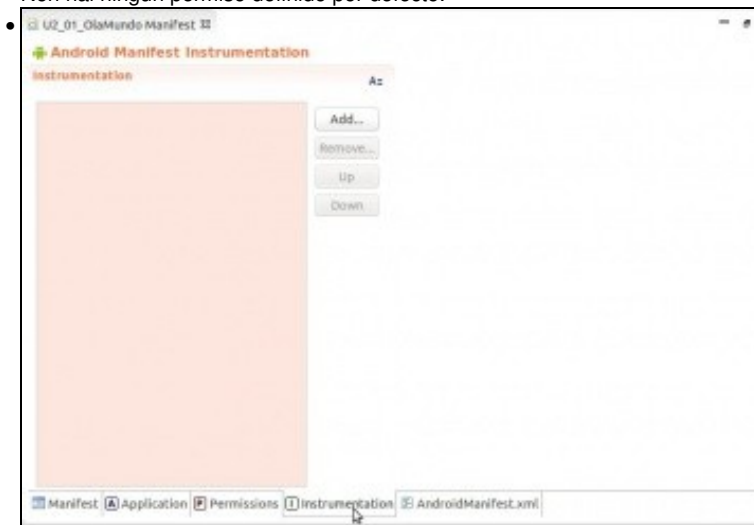 Non hai ningún permiso definido por defecto.
U2_01_OlaMundo Manifest
Android Manifest Instrumentation
Instrumentation
Az
Add...
Remove...
Up
Down
Manifest A Application P Permissions I Instrumentation AndroidManifest.xml